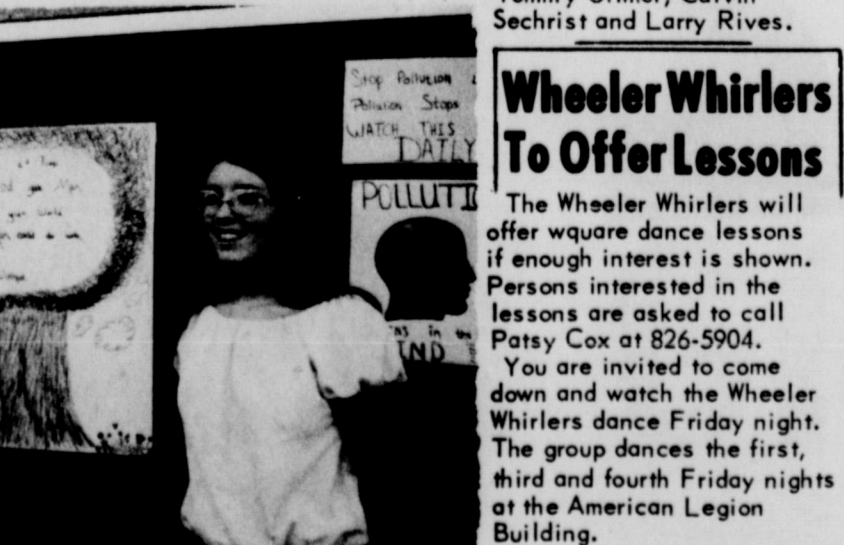 Sechrist and Larry Rives.
Wheeler Whirlers
To Offer Lessons
The Wheeler Whirlers will
offer wquare dance lessons
if enough interest is shown.
Persons interested in the
lessons are asked to call
Patsy Cox at 826-5904.
You are invited to come
down and watch the Wheeler
Whirlers dance Friday night.
The group dances the first,
third and fourth Friday nights
at the American Legion
Building.
Stop Pollution
Pollution Stops
WATCH THIS
DAILY
POLLUTI
in the
IND